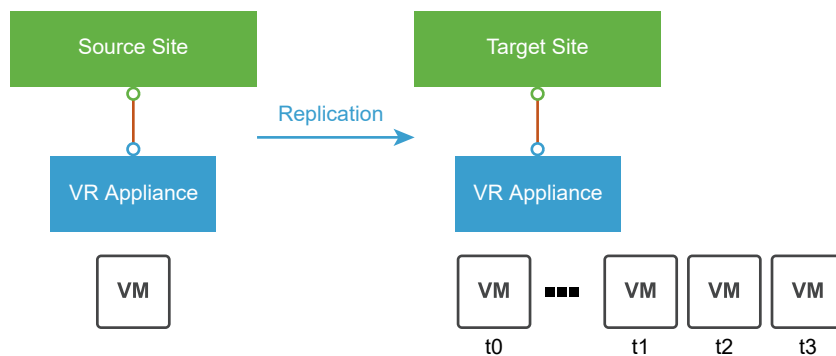 Source Site
Target Site
Replication
VR Appliance
VR Appliance
VM
VM
VM
VM
VM
t0
t1
t2
t3